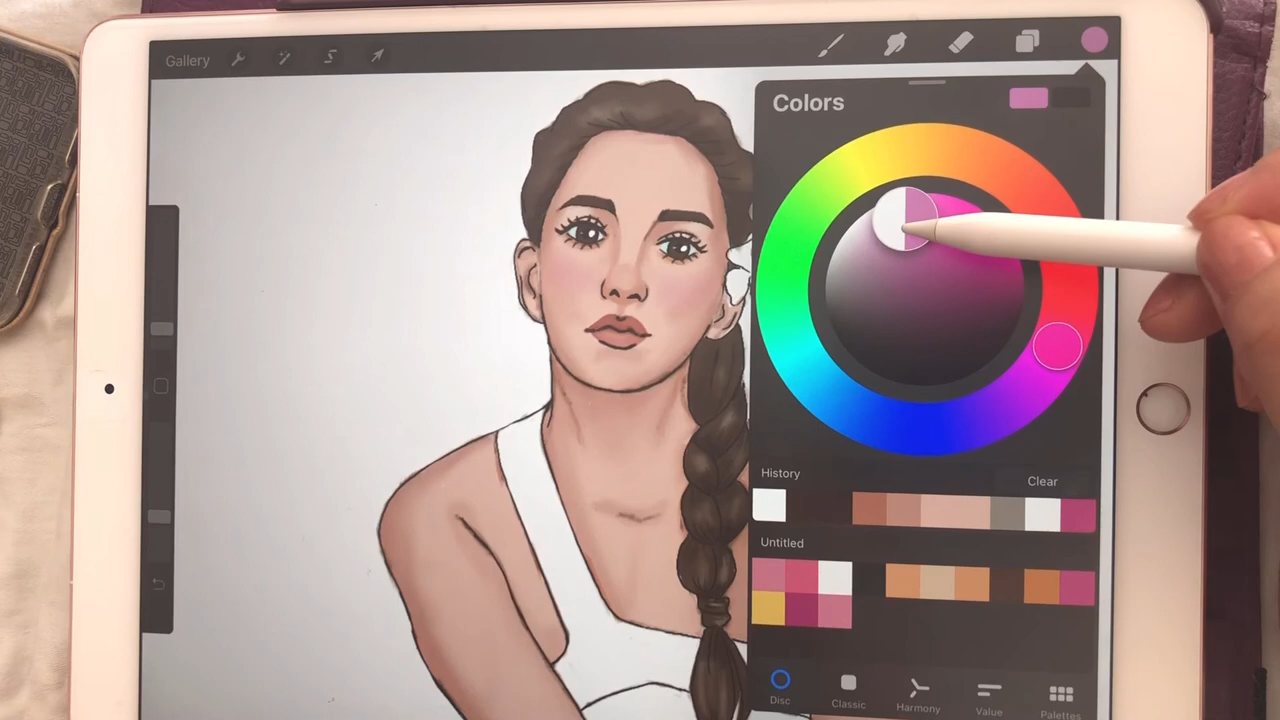 Gallery
Colors
History
Clear
Untitled
Disc
Classic
Harmony
Value
Palettes